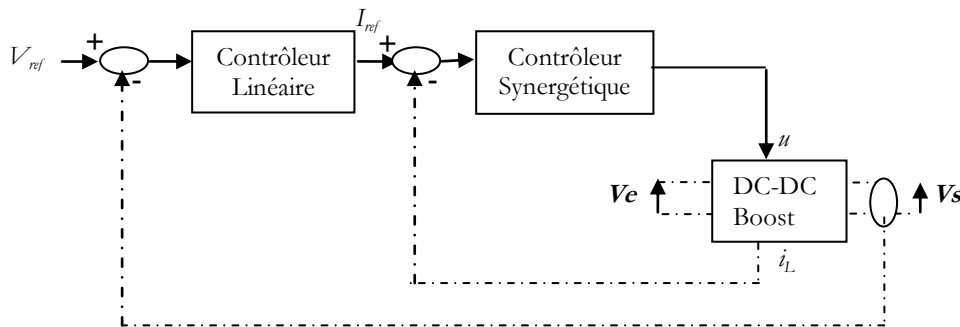 V_ref
+
-
Contrôleur
Linéaire
I_ref
+
-
Contrôleur
Synergétique
u
Ve
DC-DC
Boost
Vs
i_L